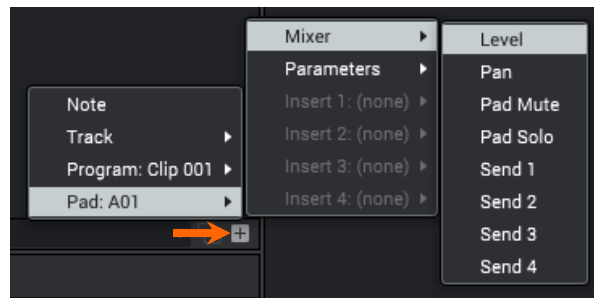 Note
Track
Program: Clip 001
Pad: A01
Mixer
Parameters
Insert 1: (none)
Insert 2: (none)
Insert 3: (none)
Insert 4: (none)
Level
Pan
Pad Mute
Pad Solo
Send 1
Send 2
Send 3
Send 4